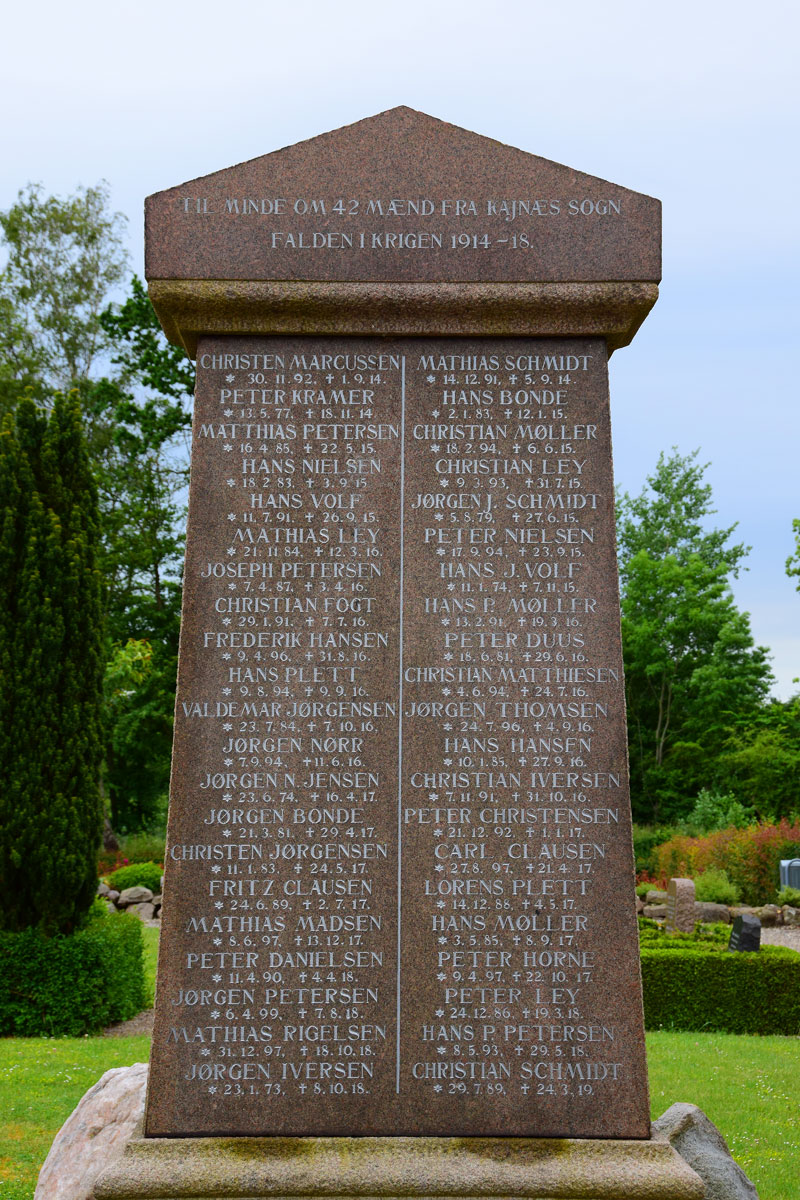 TIL MINDE OM 42 MÆND FRA KAJNÆS SOGN
FALDEN I KRIGEN 1914-18.
CHRISTEN MARCUSSEN
* 30. 11. 92. ✝ 1. 9. 14.
PETER KRAMER
* 13. 5. 77. ✝ 18. 11. 14.
MATTHIAS PETERSEN
* 16. 4. 85. ✝ 22. 5. 15.
HANS NIELSEN
* 18. 2. 83. ✝ 3. 9. 15.
HANS VOLF
* 11. 7. 91. ✝ 26. 9. 15.
MATHIAS LEY
* 21. 11. 84. ✝ 12. 3. 16.
JOSEPH PETERSEN
* 7. 4. 87. ✝ 3. 4. 16.
CHRISTIAN FOGT
* 29. 1. 91. ✝ 7. 7. 16.
FREDERIK HANSEN
* 9. 4. 96. ✝ 31. 8. 16.
HANS PLETT
* 9. 8. 94. ✝ 9. 9. 16.
VALDEMAR JØRGENSEN
* 23. 7. 84. ✝ 7. 10. 16.
JØRGEN NØRR
* 7. 9. 94. ✝ 11. 6. 16.
JØRGEN N. JENSEN
* 23. 6. 74. ✝ 16. 4. 17.
JØRGEN BONDE
* 21. 3. 81. ✝ 29. 4. 17.
CHRISTEN JØRGENSEN
* 11. 1. 83. ✝ 24. 5. 17.
FRITZ CLAUSEN
* 24. 6. 89. ✝ 2. 7. 17.
MATHIAS MADSEN
* 8. 6. 97. ✝ 13. 12. 17.
PETER DANIELSEN
* 11. 4. 90. ✝ 4. 4. 18.
JØRGEN PETERSEN
* 6. 4. 99. ✝ 7. 8. 18.
MATHIAS RIGELSEN
* 31. 12. 97. ✝ 18. 10. 18.
JØRGEN IVERSEN
* 23. 1. 73. ✝ 8. 10. 18.
MATHIAS SCHMIDT
* 14. 12. 91. ✝ 5. 9. 14.
HANS BONDE
* 2. 1. 83. ✝ 12. 1. 15.
CHRISTIAN MØLLER
* 18. 2. 94. ✝ 6. 6. 15.
CHRISTIAN LEY
* 9. 3. 93. ✝ 31. 7. 15.
JØRGEN J. SCHMIDT
* 5. 8. 79. ✝ 27. 6. 15.
PETER NIELSEN
* 17. 9. 94. ✝ 23. 9. 15.
HANS J. VOLF
* 11. 1. 74. ✝ 7. 11. 15.
HANS P. MØLLER
* 13. 2. 91. ✝ 19. 3. 16.
PETER DUUS
* 18. 6. 81. ✝ 29. 6. 16.
CHRISTIAN MATTHIESEN
* 4. 6. 94. ✝ 24. 7. 16.
JØRGEN THOMSEN
* 24. 7. 96. ✝ 4. 9. 16.
HANS HANSEN
* 10. 1. 85. ✝ 27. 9. 16.
CHRISTIAN IVERSEN
* 7. 11. 91. ✝ 31. 10. 16.
PETER CHRISTENSEN
* 21. 12. 92. ✝ 1. 1. 17.
CARL CLAUSEN
* 27. 8. 97. ✝ 21. 4. 17.
LORENS PLETT
* 14. 12. 88. ✝ 4. 5. 17.
HANS MØLLER
* 3. 5. 85. ✝ 8. 9. 17.
PETER HORNE
* 9. 4. 97. ✝ 22. 10. 17.
PETER LEY
* 24. 12. 86. ✝ 19. 3. 18.
HANS P. PETERSEN
* 8. 5. 93. ✝ 29. 5. 18.
CHRISTIAN SCHMIDT
* 29. 7. 89. ✝ 24. 3. 19.